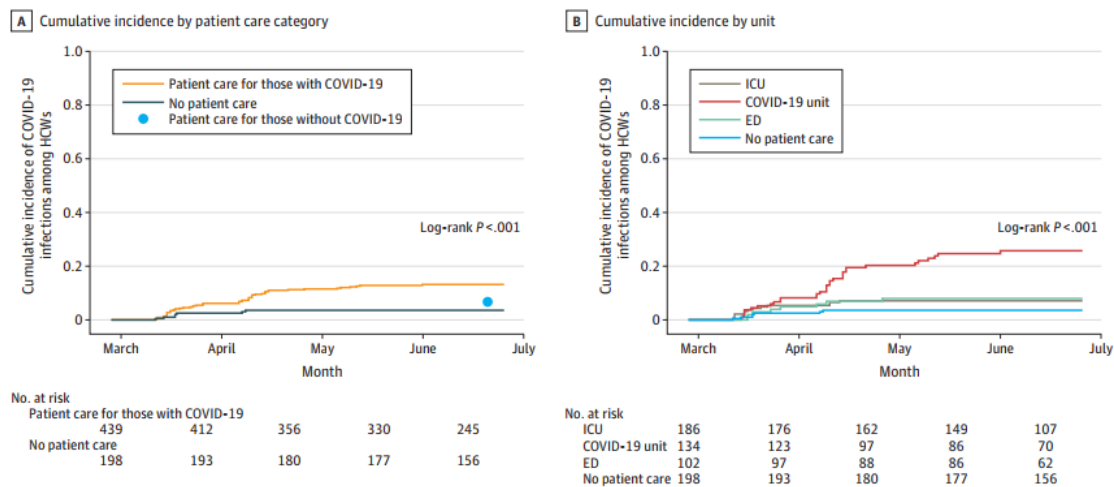 A Cumulative incidence by patient care category
Cumulative incidence of COVID-19
infections among HCWs
1.0
0.8
0.6
0.4
0.2
0
Patient care for those with COVID-19
No patient care
Patient care for those without COVID-19
Log-rank P <.001
March April May June July
Month
No. at risk
Patient care for those with COVID-19
439 412 356 330 245
No patient care
198 193 180 177 156
B Cumulative incidence by unit
Cumulative incidence of COVID-19
infections among HCWs
1.0
0.8
0.6
0.4
0.2
0
ICU
COVID-19 unit
ED
No patient care
Log-rank P <.001
March April May June July
Month
No. at risk
ICU 186 176 162 149 107
COVID-19 unit 134 123 97 86 70
ED 102 97 88 86 62
No patient care 198 193 180 177 156